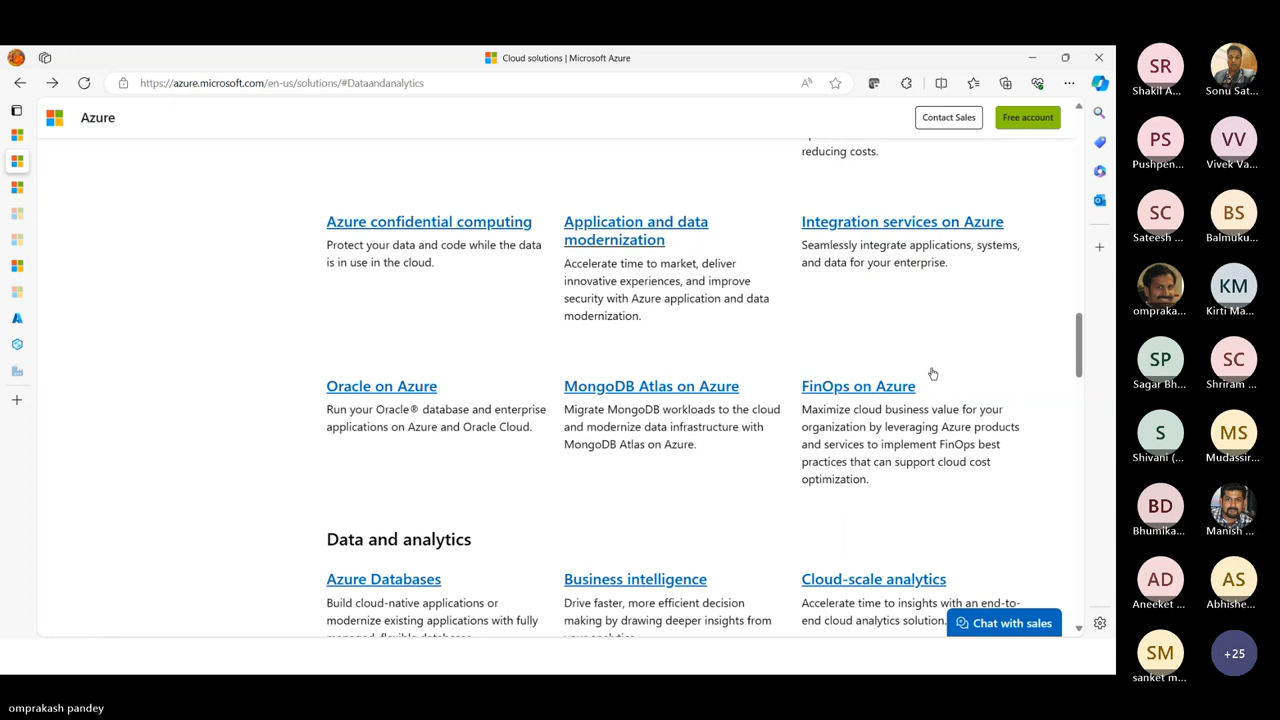 Cloud solutions | Microsoft Azure
https://azure.microsoft.com/en-us/solutions/#Dataandanalytics
Azure
Contact Sales
Free account
reducing costs.
Azure confidential computing
Protect your data and code while the data
is in use in the cloud.
Application and data
modernization
Accelerate time to market, deliver
innovative experiences, and improve
security with Azure application and data
modernization.
Integration services on Azure
Seamlessly integrate applications, systems,
and data for your enterprise.
Oracle on Azure
Run your Oracle® database and enterprise
applications on Azure and Oracle Cloud.
MongoDB Atlas on Azure
Migrate MongoDB workloads to the cloud
and modernize data infrastructure with
MongoDB Atlas on Azure.
FinOps on Azure
Maximize cloud business value for your
organization by leveraging Azure products
and services to implement FinOps best
practices that can support cloud cost
optimization.
Data and analytics
Azure Databases
Build cloud-native applications or
modernize existing applications with fully
Business intelligence
Drive faster, more efficient decision
making by drawing deeper insights from
Cloud-scale analytics
Accelerate time to insights with an end-to-
end cloud analytics solution.
Chat with sales
SR
Shakil A...
Sonu Sat...
PS
Pushpen...
VV
Vivek Va...
SC
Sateesh ...
BS
Balmuku...
ompraka...
KM
Kirti Ma...
SP
Sagar Bh...
SC
Shriram ...
S
Shivani (...
MS
Mudassir...
BD
Bhumika...
Manish ...
AD
Aneeket ...
AS
Abhishe...
SM
sanket m...
+25
omprakash pandey